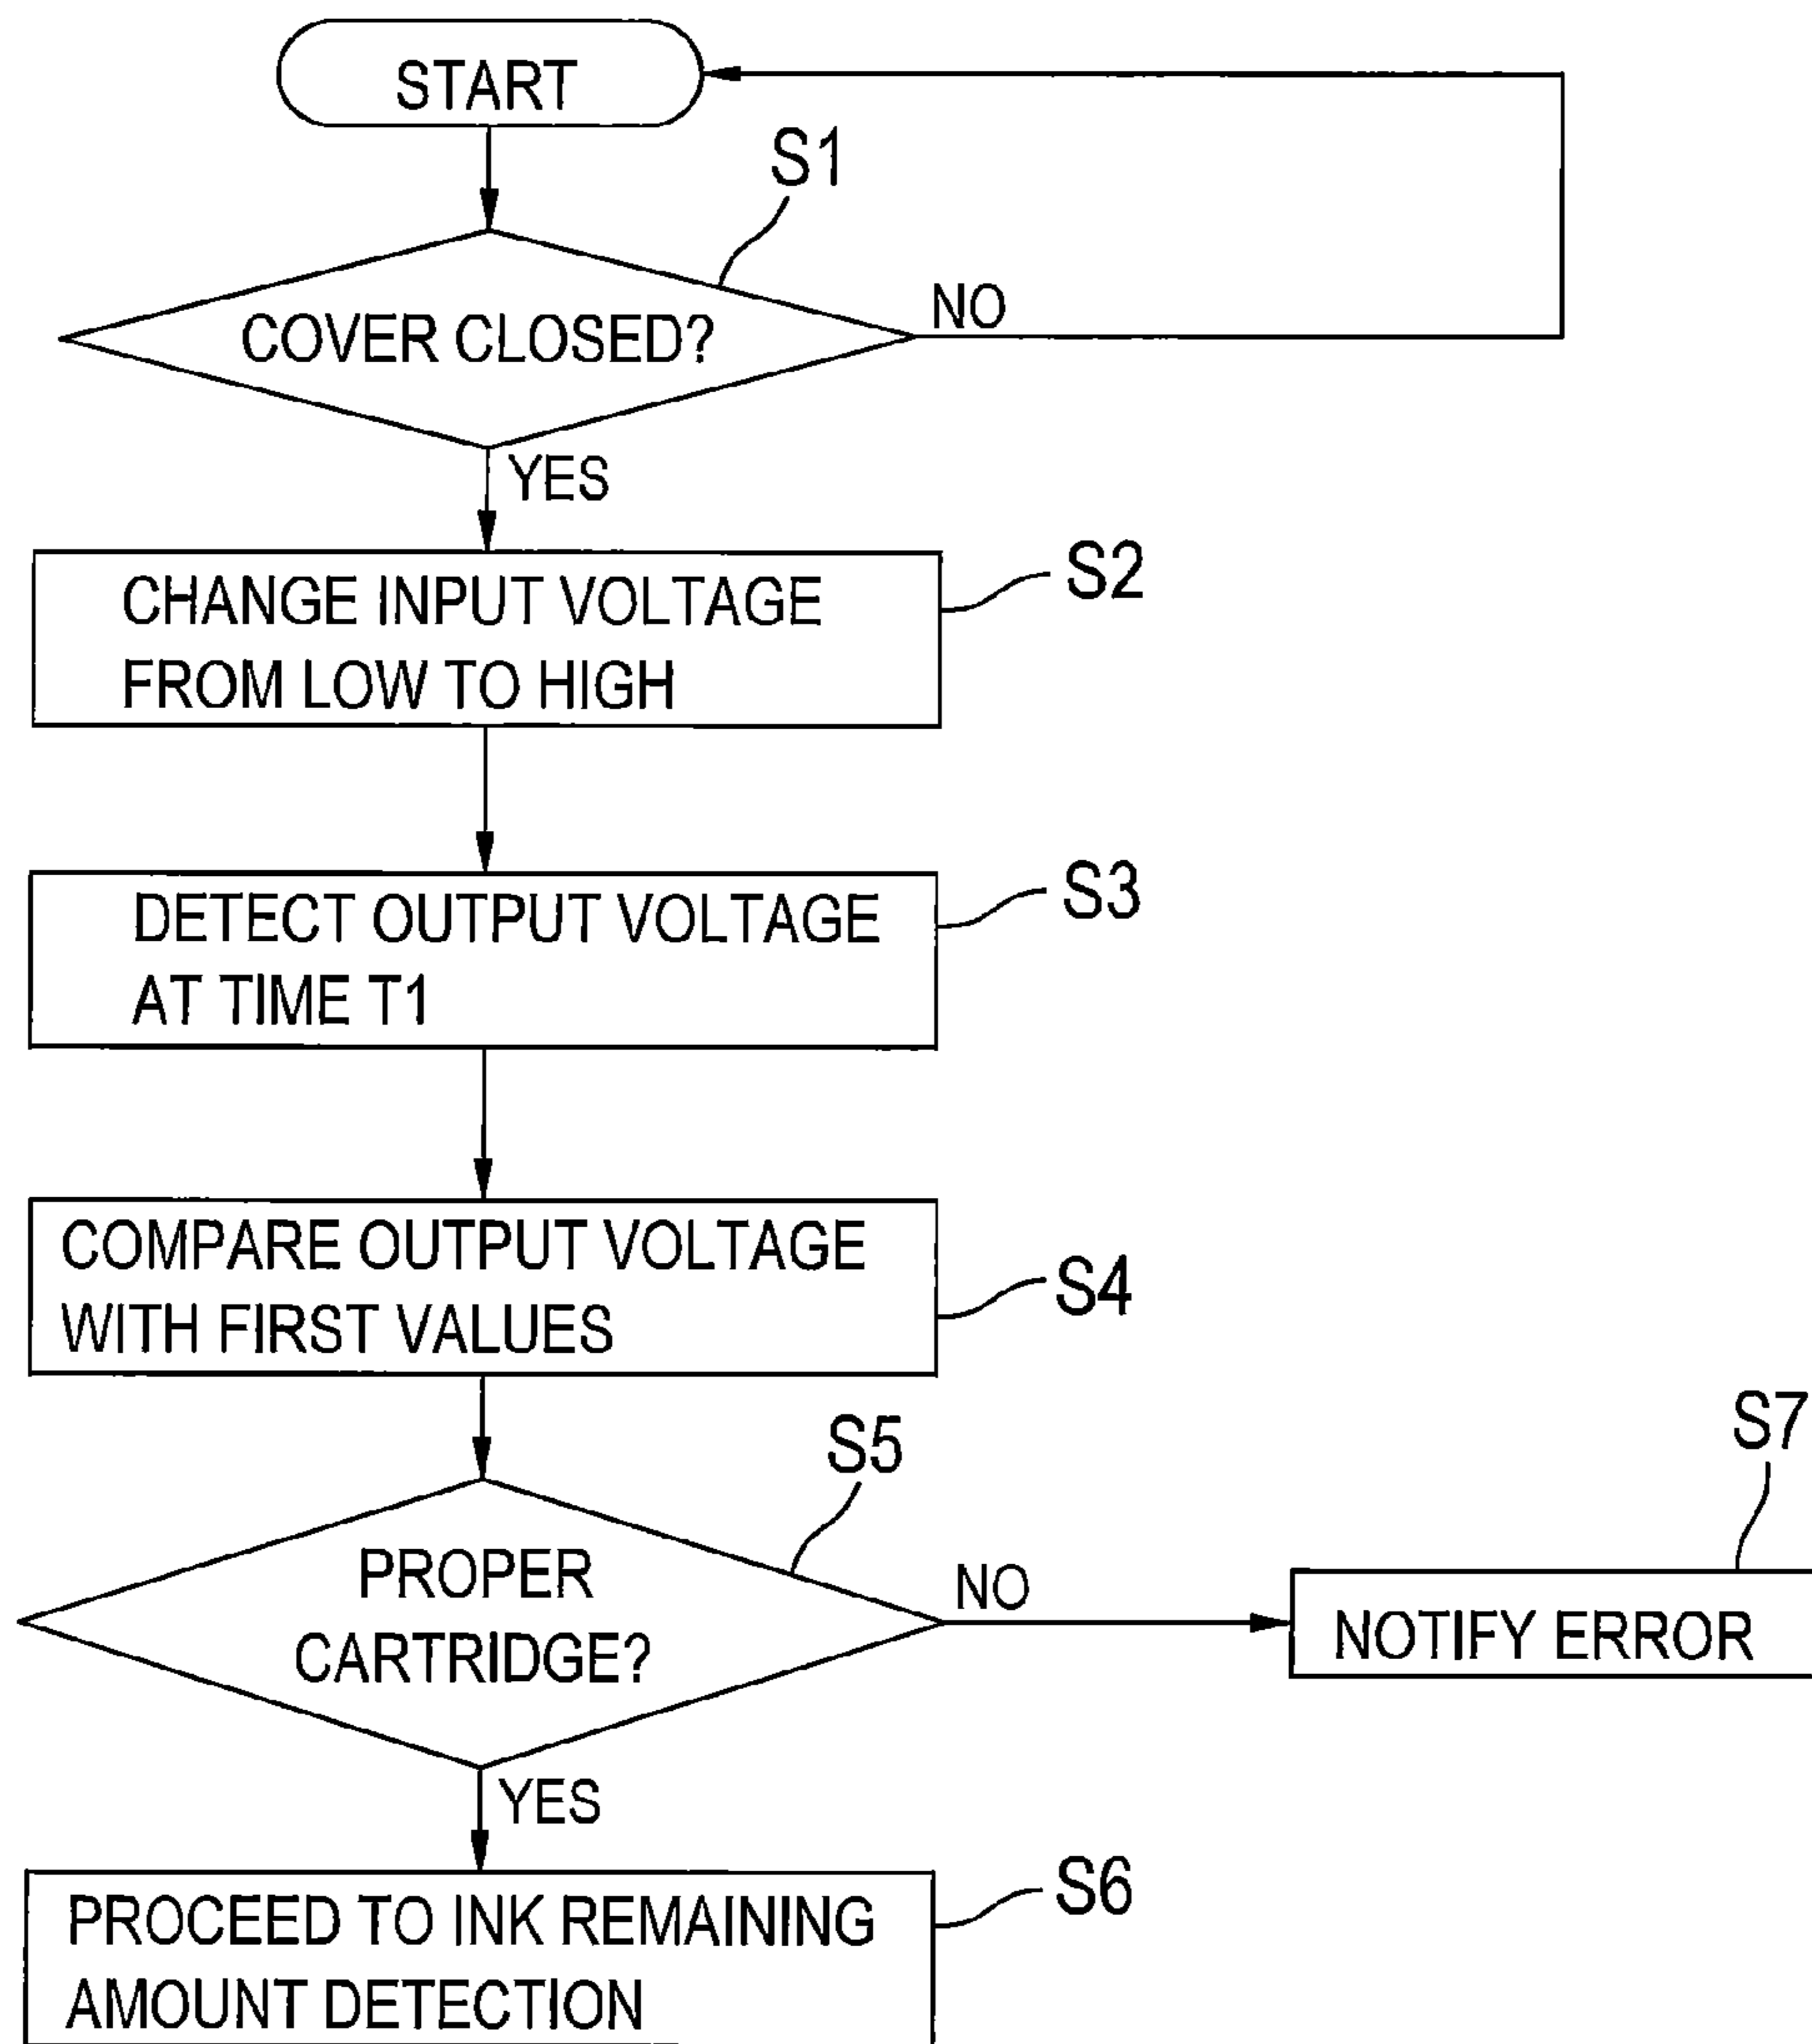 START
S1
COVER CLOSED?
NO
YES
CHANGE INPUT VOLTAGE
FROM LOW TO HIGH
S2
DETECT OUTPUT VOLTAGE
AT TIME T1
S3
COMPARE OUTPUT VOLTAGE
WITH FIRST VALUES
S4
S5
PROPER
CARTRIDGE?
NO
S7
NOTIFY ERROR
YES
PROCEED TO INK REMAINING
AMOUNT DETECTION
S6